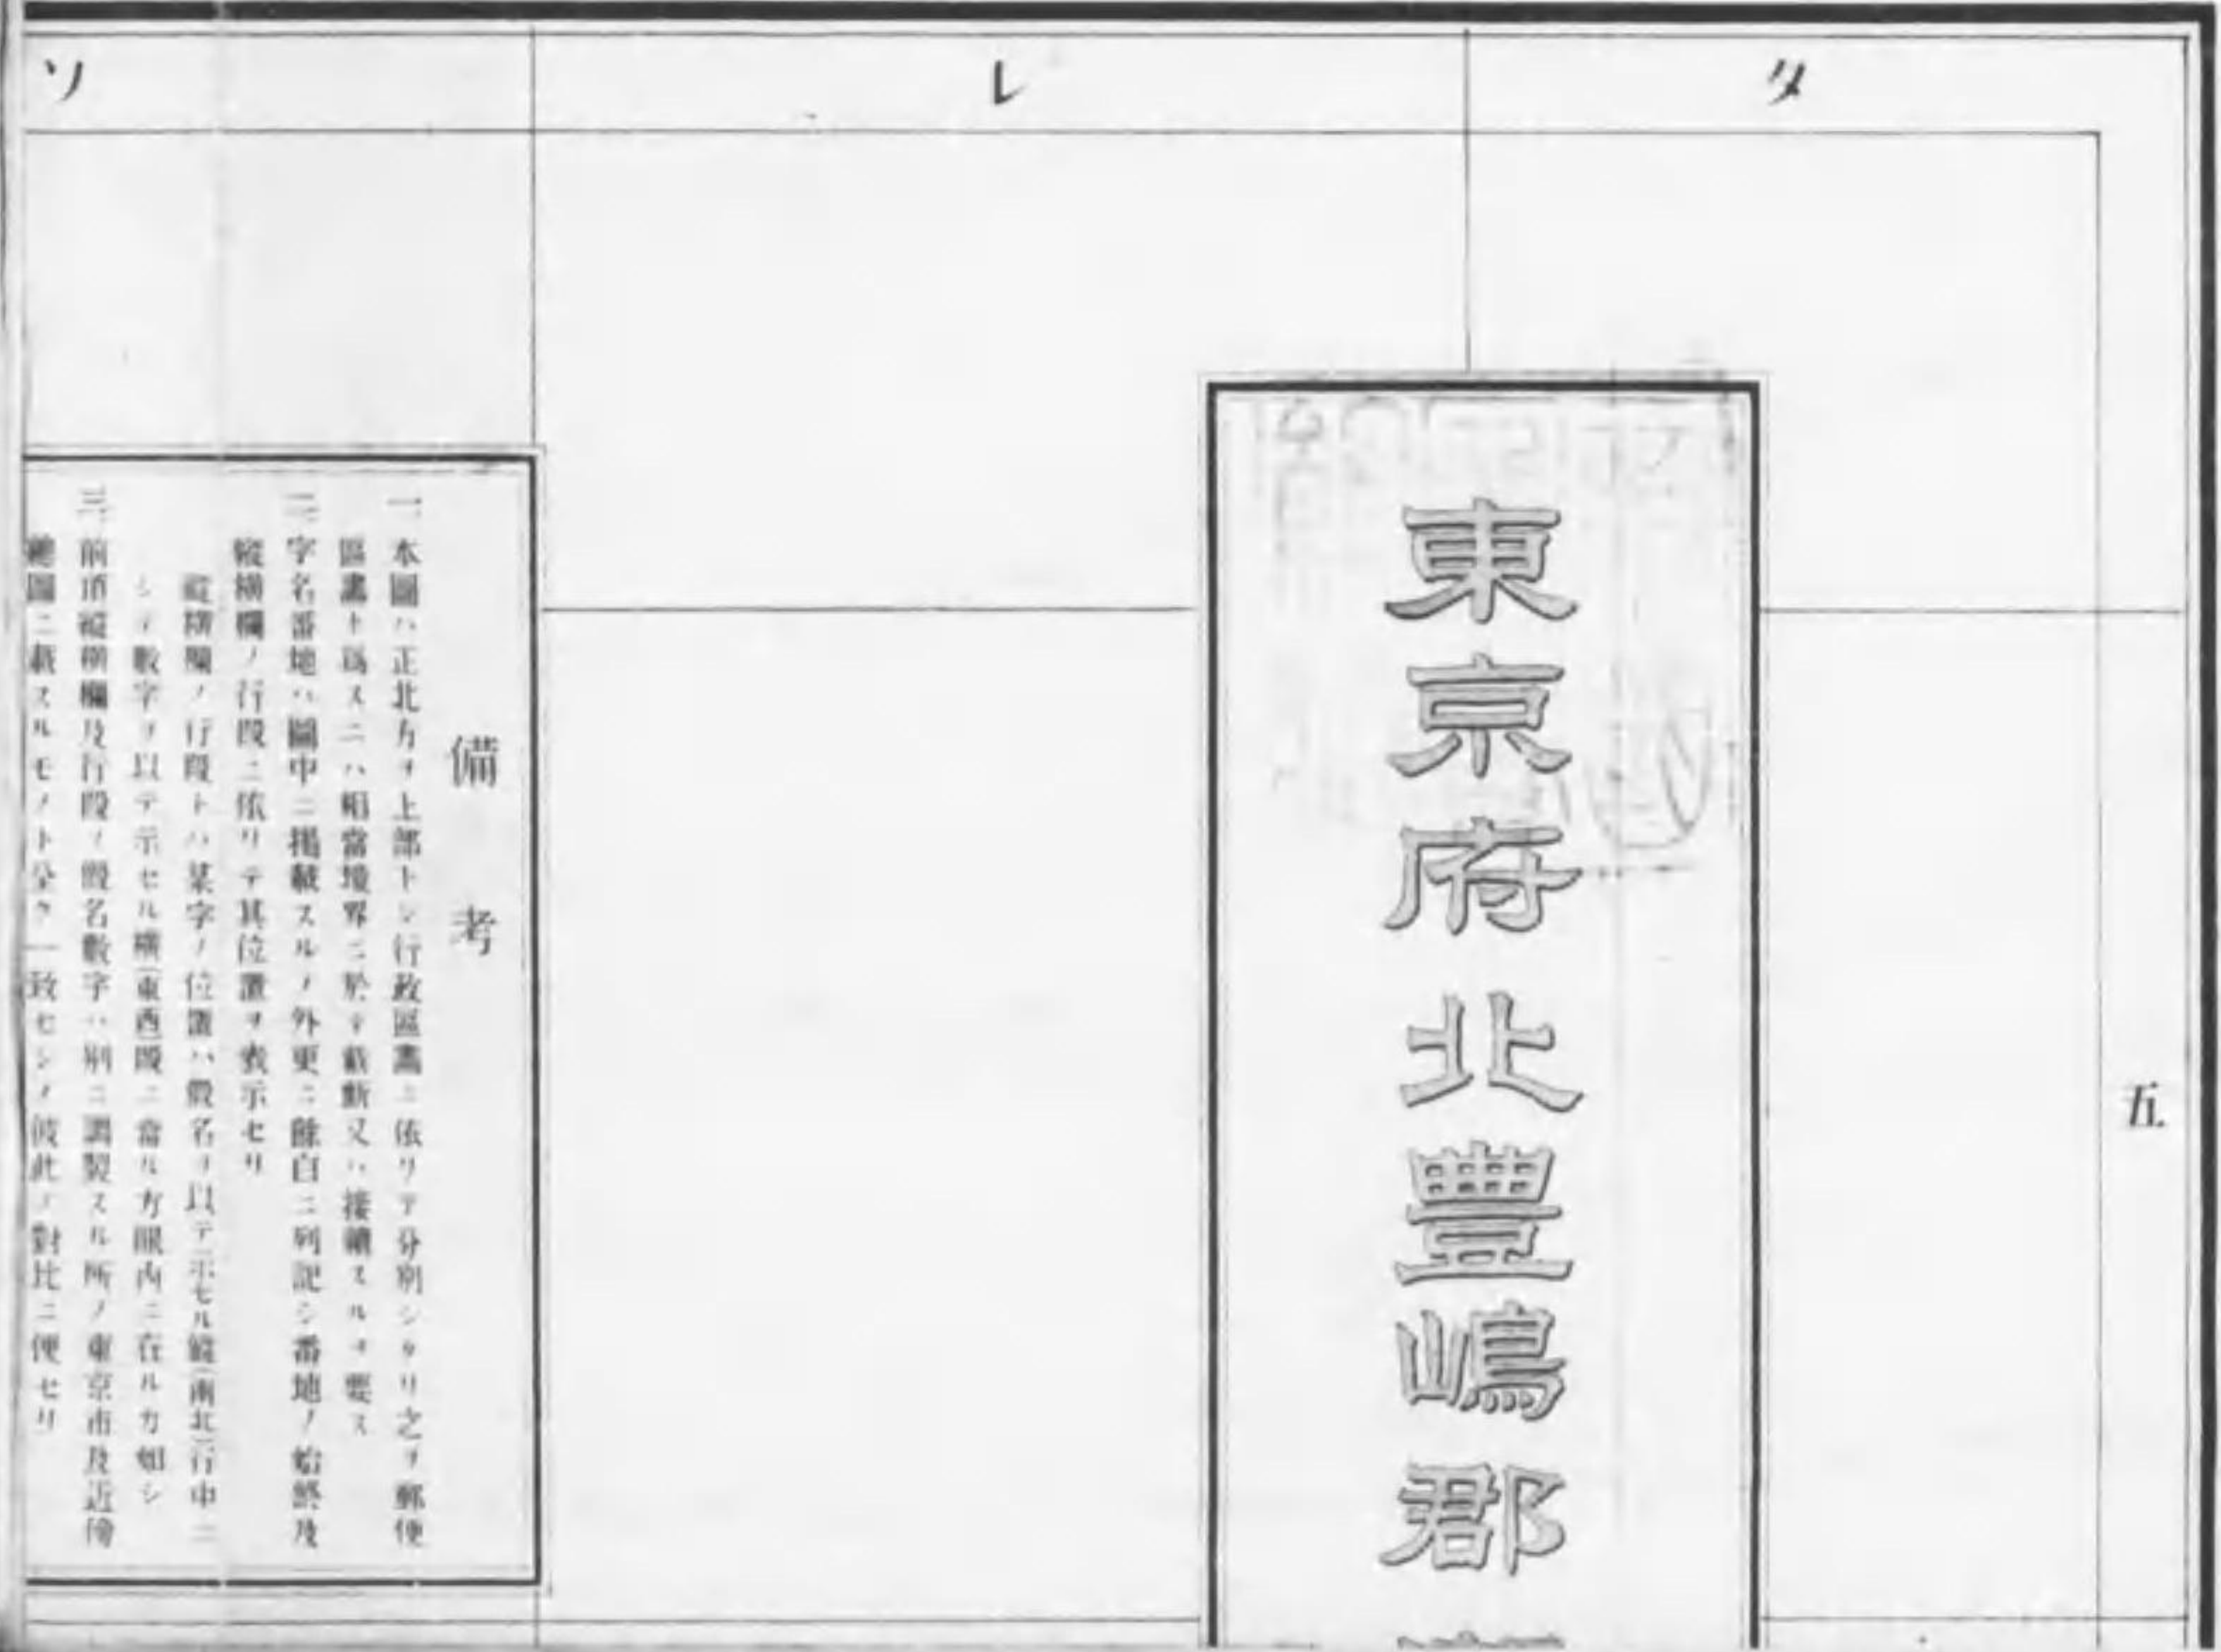 タ
レ
ソ
五
東京府北豐嶋郡
備考
一、本圖ハ正北方ヲ上部トシ行政區畫ニ依リテ分別シタリ之ヲ郵便
區畫ト爲スニハ相當境界ニ於テ截斷又ハ接續スルヲ要ス
二、字名番地ハ圖中ニ揭載スルノ外更ニ餘白ニ列記シ番地ノ始終及
縱橫欄ノ行段ニ依リテ其位置ヲ表示セリ
縱橫欄ノ行段トハ某字ノ位置ハ假名ヲ以テ示セル縱(南北)行中ニ
シテ數字ヲ以テ示セル橫(東西)段ニ當ル方眼內ニ在ルカ如シ
三、前項縱橫欄及行段ノ假名數字ハ別ニ調製スル所ノ東京市及近傍
總圖ニ載スルモノト全ク一致セシメ彼此ノ對比ニ便セリ